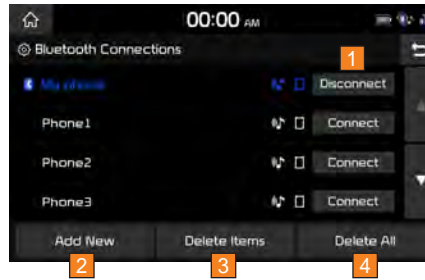 00:00 AM
Bluetooth Connections
1
My phone
Disconnect
Phone1
Connect
Phone2
Connect
Phone3
Connect
Add New
Delete Items
Delete All
2
3
4